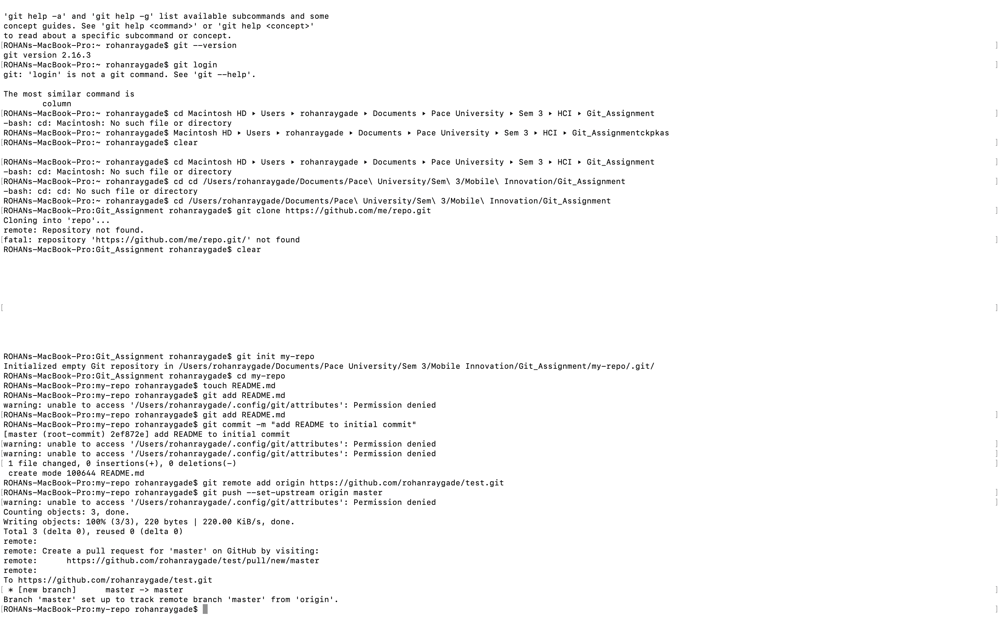 'git help -a' and 'git help -g' list available subcommands and some
concept guides. See 'git help <command>' or 'git help <concept>'
to read about a specific subcommand or concept.
[ROHANs-MacBook-Pro:~ rohanraygade$ git --version ]
git version 2.16.3
[ROHANs-MacBook-Pro:~ rohanraygade$ git login ]
git: 'login' is not a git command. See 'git --help'.
The most similar command is
column
[ROHANs-MacBook-Pro:~ rohanraygade$ cd Macintosh HD ▸ Users ▸ rohanraygade ▸ Documents ▸ Pace University ▸ Sem 3 ▸ HCI ▸ Git_Assignment ]
-bash: cd: Macintosh: No such file or directory
ROHANs-MacBook-Pro:~ rohanraygade$ Macintosh HD ▸ Users ▸ rohanraygade ▸ Documents ▸ Pace University ▸ Sem 3 ▸ HCI ▸ Git_Assignmentckpkas
[ROHANs-MacBook-Pro:~ rohanraygade$ clear ]
[ROHANs-MacBook-Pro:~ rohanraygade$ cd Macintosh HD ▸ Users ▸ rohanraygade ▸ Documents ▸ Pace University ▸ Sem 3 ▸ HCI ▸ Git_Assignment ]
-bash: cd: Macintosh: No such file or directory
[ROHANs-MacBook-Pro:~ rohanraygade$ cd cd /Users/rohanraygade/Documents/Pace\ University/Sem\ 3/Mobile\ Innovation/Git_Assignment ]
-bash: cd: cd: No such file or directory
ROHANs-MacBook-Pro:~ rohanraygade$ cd /Users/rohanraygade/Documents/Pace\ University/Sem\ 3/Mobile\ Innovation/Git_Assignment
[ROHANs-MacBook-Pro:Git_Assignment rohanraygade$ git clone https://github.com/me/repo.git ]
Cloning into 'repo'...
remote: Repository not found.
[fatal: repository 'https://github.com/me/repo.git/' not found ]
ROHANs-MacBook-Pro:Git_Assignment rohanraygade$ clear
[ ]
ROHANs-MacBook-Pro:Git_Assignment rohanraygade$ git init my-repo
Initialized empty Git repository in /Users/rohanraygade/Documents/Pace University/Sem 3/Mobile Innovation/Git_Assignment/my-repo/.git/
ROHANs-MacBook-Pro:Git_Assignment rohanraygade$ cd my-repo
ROHANs-MacBook-Pro:my-repo rohanraygade$ touch README.md
ROHANs-MacBook-Pro:my-repo rohanraygade$ git add README.md
warning: unable to access '/Users/rohanraygade/.config/git/attributes': Permission denied
[ROHANs-MacBook-Pro:my-repo rohanraygade$ git add README.md ]
ROHANs-MacBook-Pro:my-repo rohanraygade$ git commit -m "add README to initial commit"
[master (root-commit) 2ef872e] add README to initial commit
[warning: unable to access '/Users/rohanraygade/.config/git/attributes': Permission denied ]
[warning: unable to access '/Users/rohanraygade/.config/git/attributes': Permission denied ]
[ 1 file changed, 0 insertions(+), 0 deletions(-) ]
create mode 100644 README.md
ROHANs-MacBook-Pro:my-repo rohanraygade$ git remote add origin https://github.com/rohanraygade/test.git
[ROHANs-MacBook-Pro:my-repo rohanraygade$ git push --set-upstream origin master ]
[warning: unable to access '/Users/rohanraygade/.config/git/attributes': Permission denied ]
Counting objects: 3, done.
Writing objects: 100% (3/3), 220 bytes | 220.00 KiB/s, done.
Total 3 (delta 0), reused 0 (delta 0)
remote:
remote: Create a pull request for 'master' on GitHub by visiting:
remote:      https://github.com/rohanraygade/test/pull/new/master
remote:
To https://github.com/rohanraygade/test.git
[ * [new branch]      master -> master ]
Branch 'master' set up to track remote branch 'master' from 'origin'.
[ROHANs-MacBook-Pro:my-repo rohanraygade$ ]